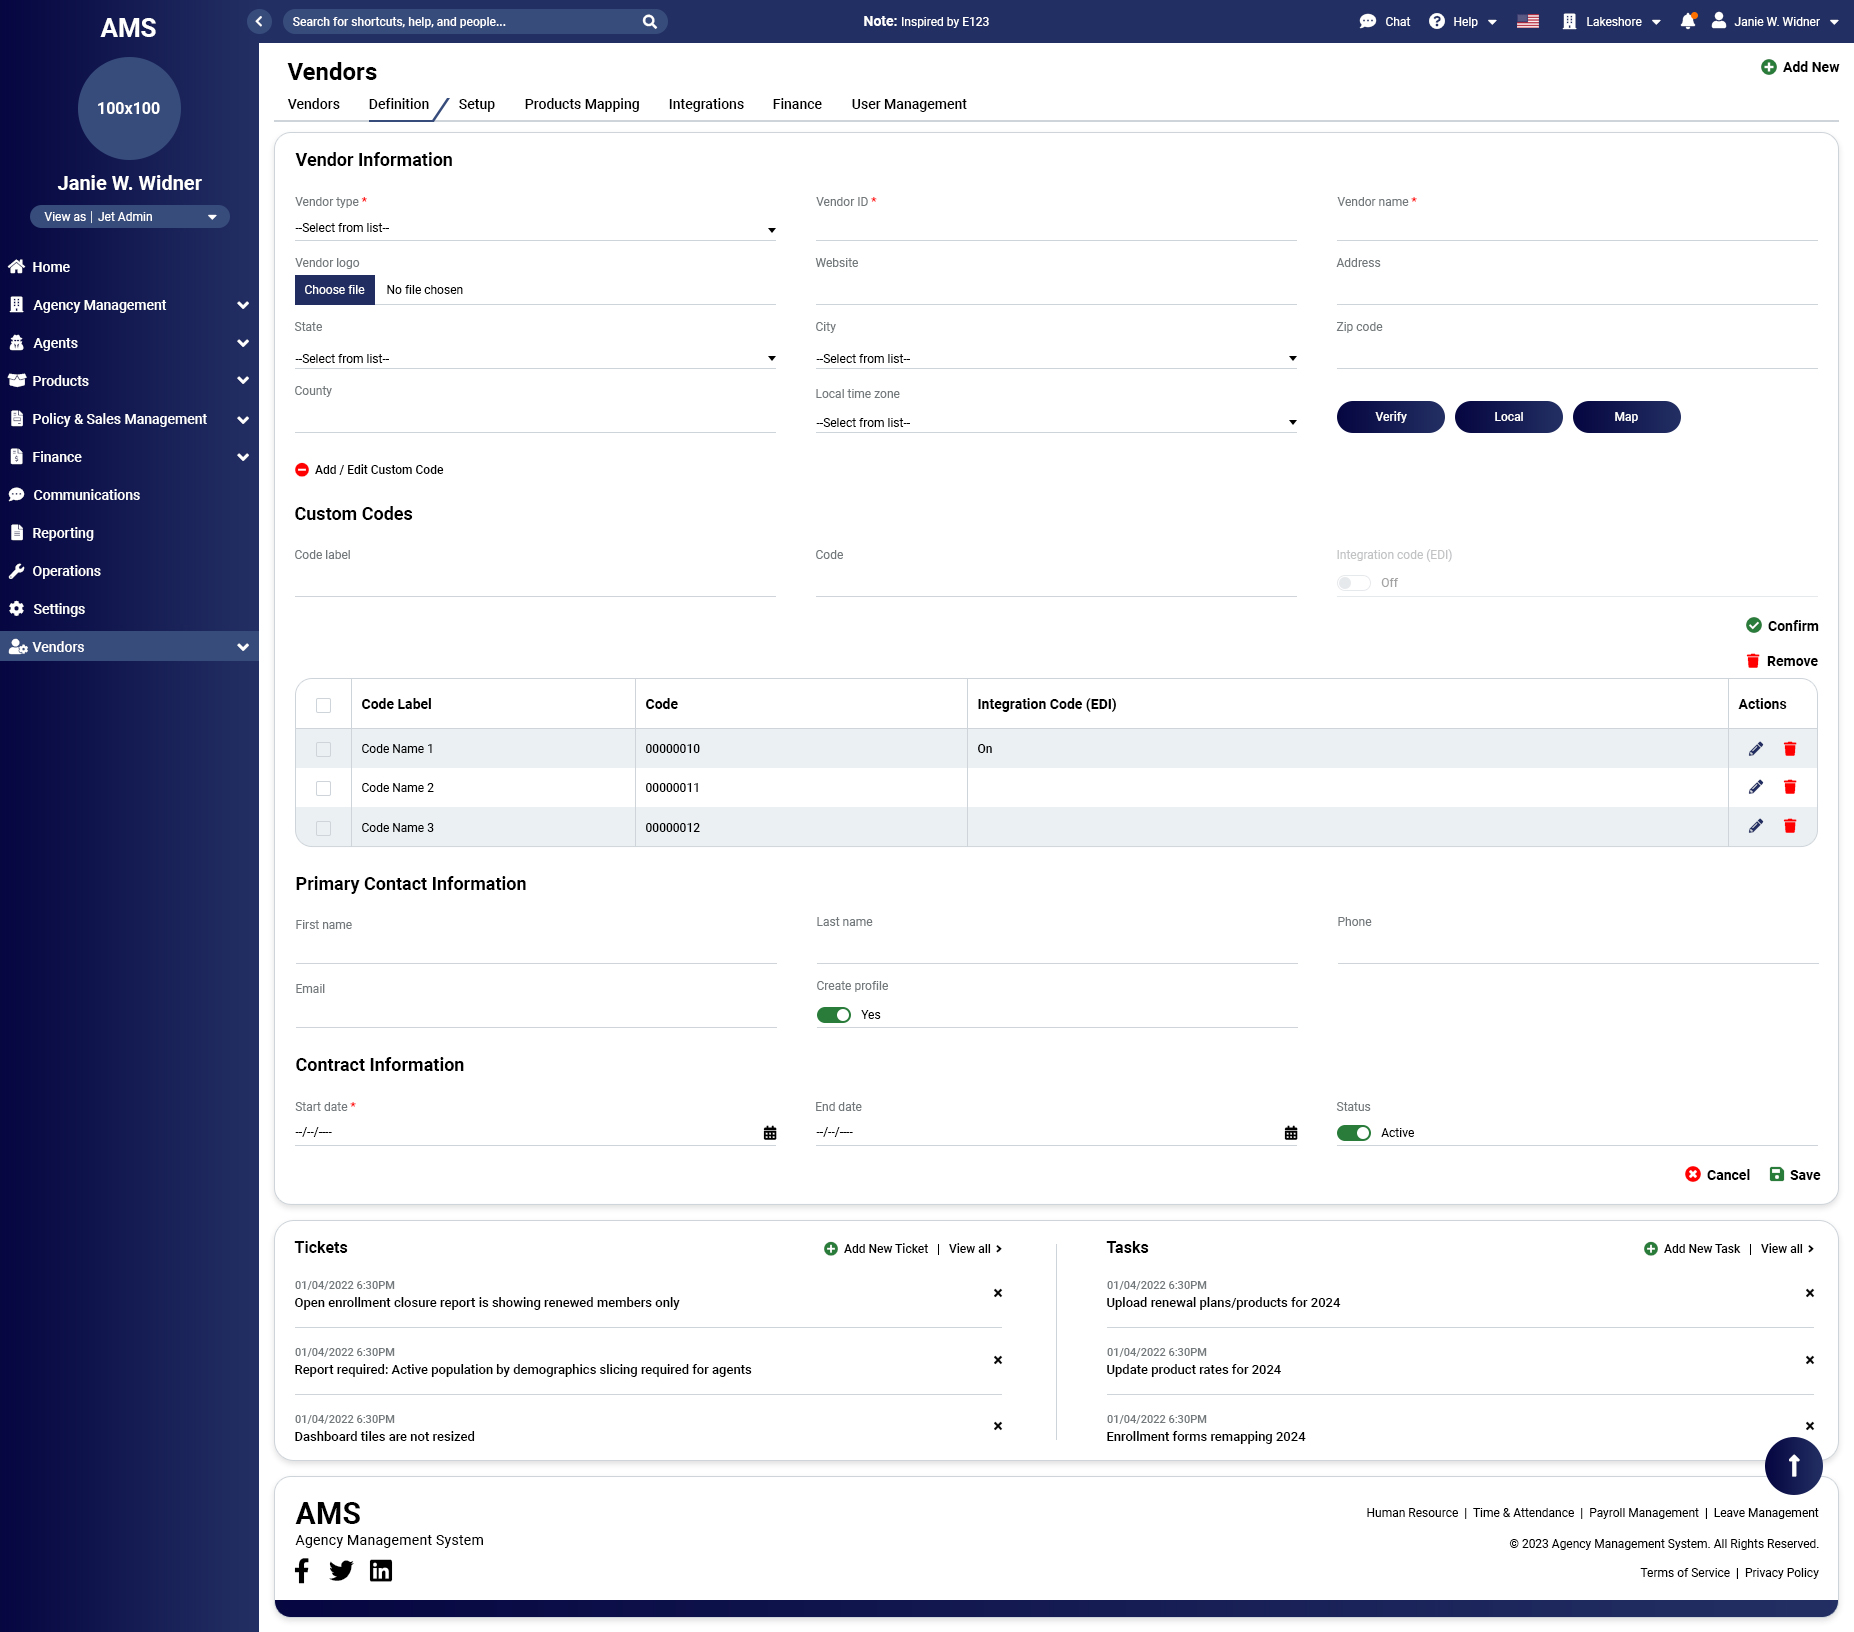 AMS
Search for shortcuts, help, and people...
Note: Inspired by E123
Chat
Help
Lakeshore
Janie W. Widner
100x100
Janie W. Widner
View as | Jet Admin
Home
Agency Management
Agents
Products
Policy & Sales Management
Finance
Communications
Reporting
Operations
Settings
Vendors
Vendors
Add New
Vendors Definition Setup Products Mapping Integrations Finance User Management
Vendor Information
Vendor type * Vendor ID * Vendor name *
--Select from list--
Vendor logo Website Address
Choose file No file chosen
State City Zip code
--Select from list-- --Select from list--
County Local time zone
--Select from list--
Verify Local Map
Add / Edit Custom Code
Custom Codes
Code label Code Integration code (EDI)
Off
Confirm
Remove
Code Label Code Integration Code (EDI) Actions
Code Name 1 00000010 On
Code Name 2 00000011
Code Name 3 00000012
Primary Contact Information
First name Last name Phone
Email Create profile
Yes
Contract Information
Start date * End date Status
--/--/---- --/--/---- Active
Cancel Save
Tickets
Add New Ticket | View all
01/04/2022 6:30PM
Open enrollment closure report is showing renewed members only
01/04/2022 6:30PM
Report required: Active population by demographics slicing required for agents
01/04/2022 6:30PM
Dashboard tiles are not resized
Tasks
Add New Task | View all
01/04/2022 6:30PM
Upload renewal plans/products for 2024
01/04/2022 6:30PM
Update product rates for 2024
01/04/2022 6:30PM
Enrollment forms remapping 2024
AMS
Agency Management System
Human Resource | Time & Attendance | Payroll Management | Leave Management
© 2023 Agency Management System. All Rights Reserved.
Terms of Service | Privacy Policy